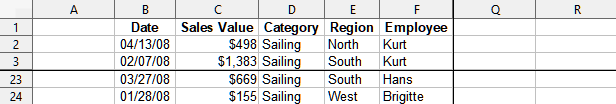 A B C D E F Q R
1 Date Sales Value Category Region Employee
2 04/13/08 $498 Sailing North Kurt
3 02/07/08 $1,383 Sailing South Kurt
23 03/27/08 $669 Sailing South Hans
24 01/28/08 $155 Sailing West Brigitte